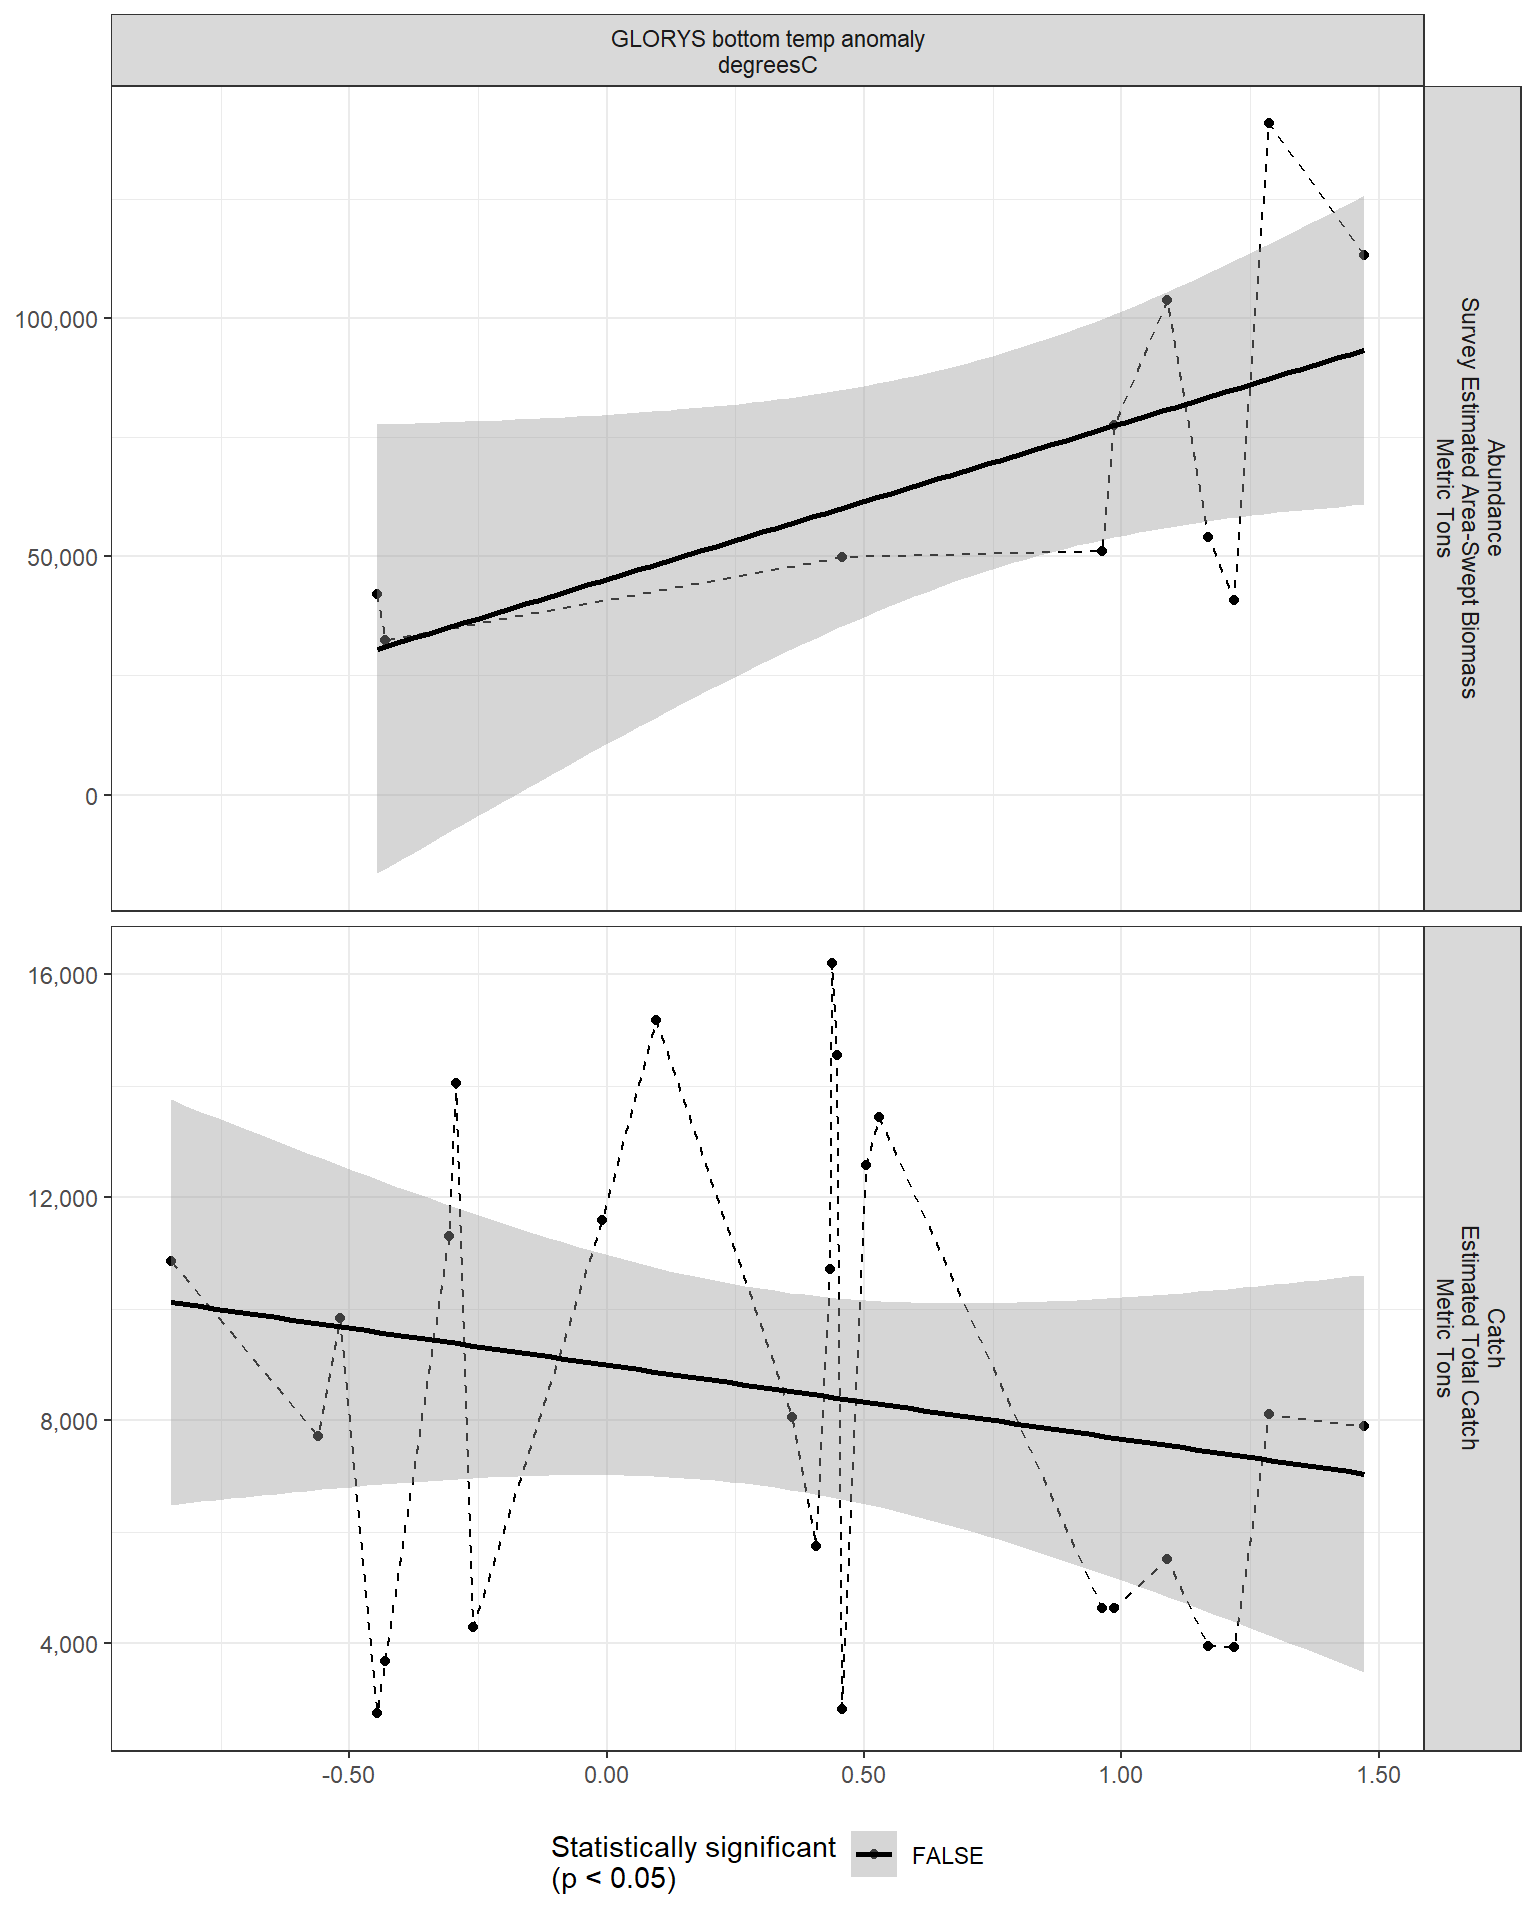 GLORYS bottom temp anomaly
degreesC
100,000
50,000
0
Abundance
Survey Estimated Area-Swept Biomass
Metric Tons
16,000
12,000
8,000
4,000
Catch
Estimated Total Catch
Metric Tons
-0.50
0.00
0.50
1.00
1.50
Statistically significant
(p < 0.05)
FALSE